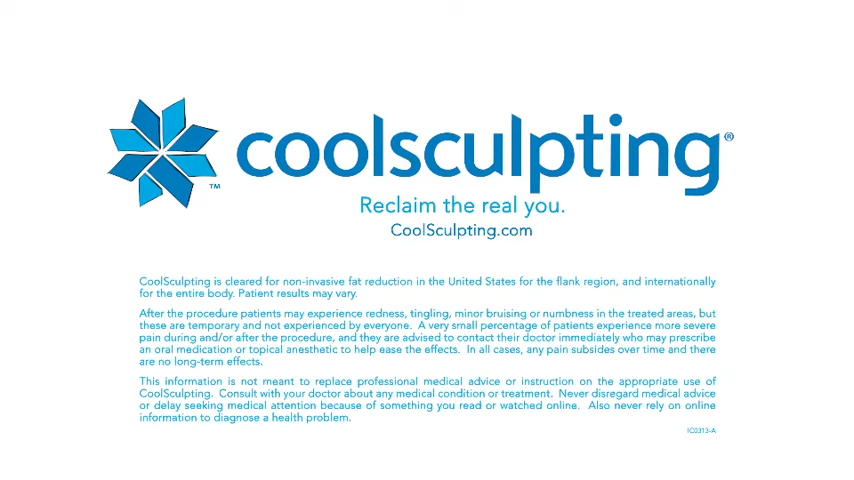 coolsculpting®
™
Reclaim the real you.
CoolSculpting.com
CoolSculpting is cleared for non-invasive fat reduction in the United States for the flank region, and internationally
for the entire body. Patient results may vary.
After the procedure patients may experience redness, tingling, minor bruising or numbness in the treated areas, but
these are temporary and not experienced by everyone. A very small percentage of patients experience more severe
pain during and/or after the procedure, and they are advised to contact their doctor immediately who may prescribe
an oral medication or topical anesthetic to help ease the effects. In all cases, any pain subsides over time and there
are no long-term effects.
This information is not meant to replace professional medical advice or instruction on the appropriate use of
CoolSculpting. Consult with your doctor about any medical condition or treatment. Never disregard medical advice
or delay seeking medical attention because of something you read or watched online. Also never rely on online
information to diagnose a health problem.
IC0313-A